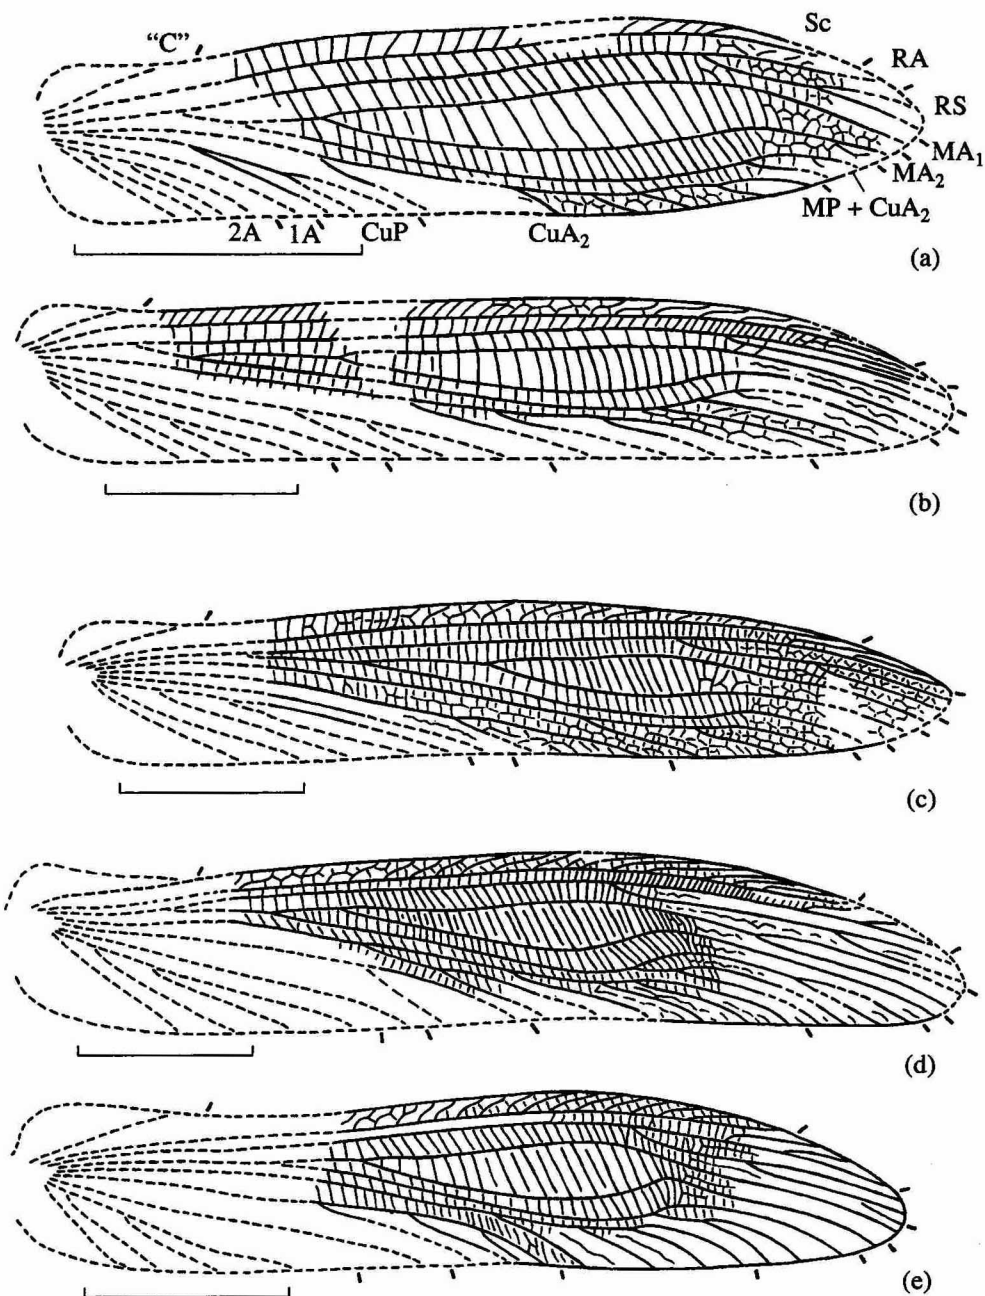 “C”
Sc
RA
RS
MA₁
MA₂
MP + CuA₂
2A 1A CuP CuA₂
(a)
(b)
(c)
(d)
(e)